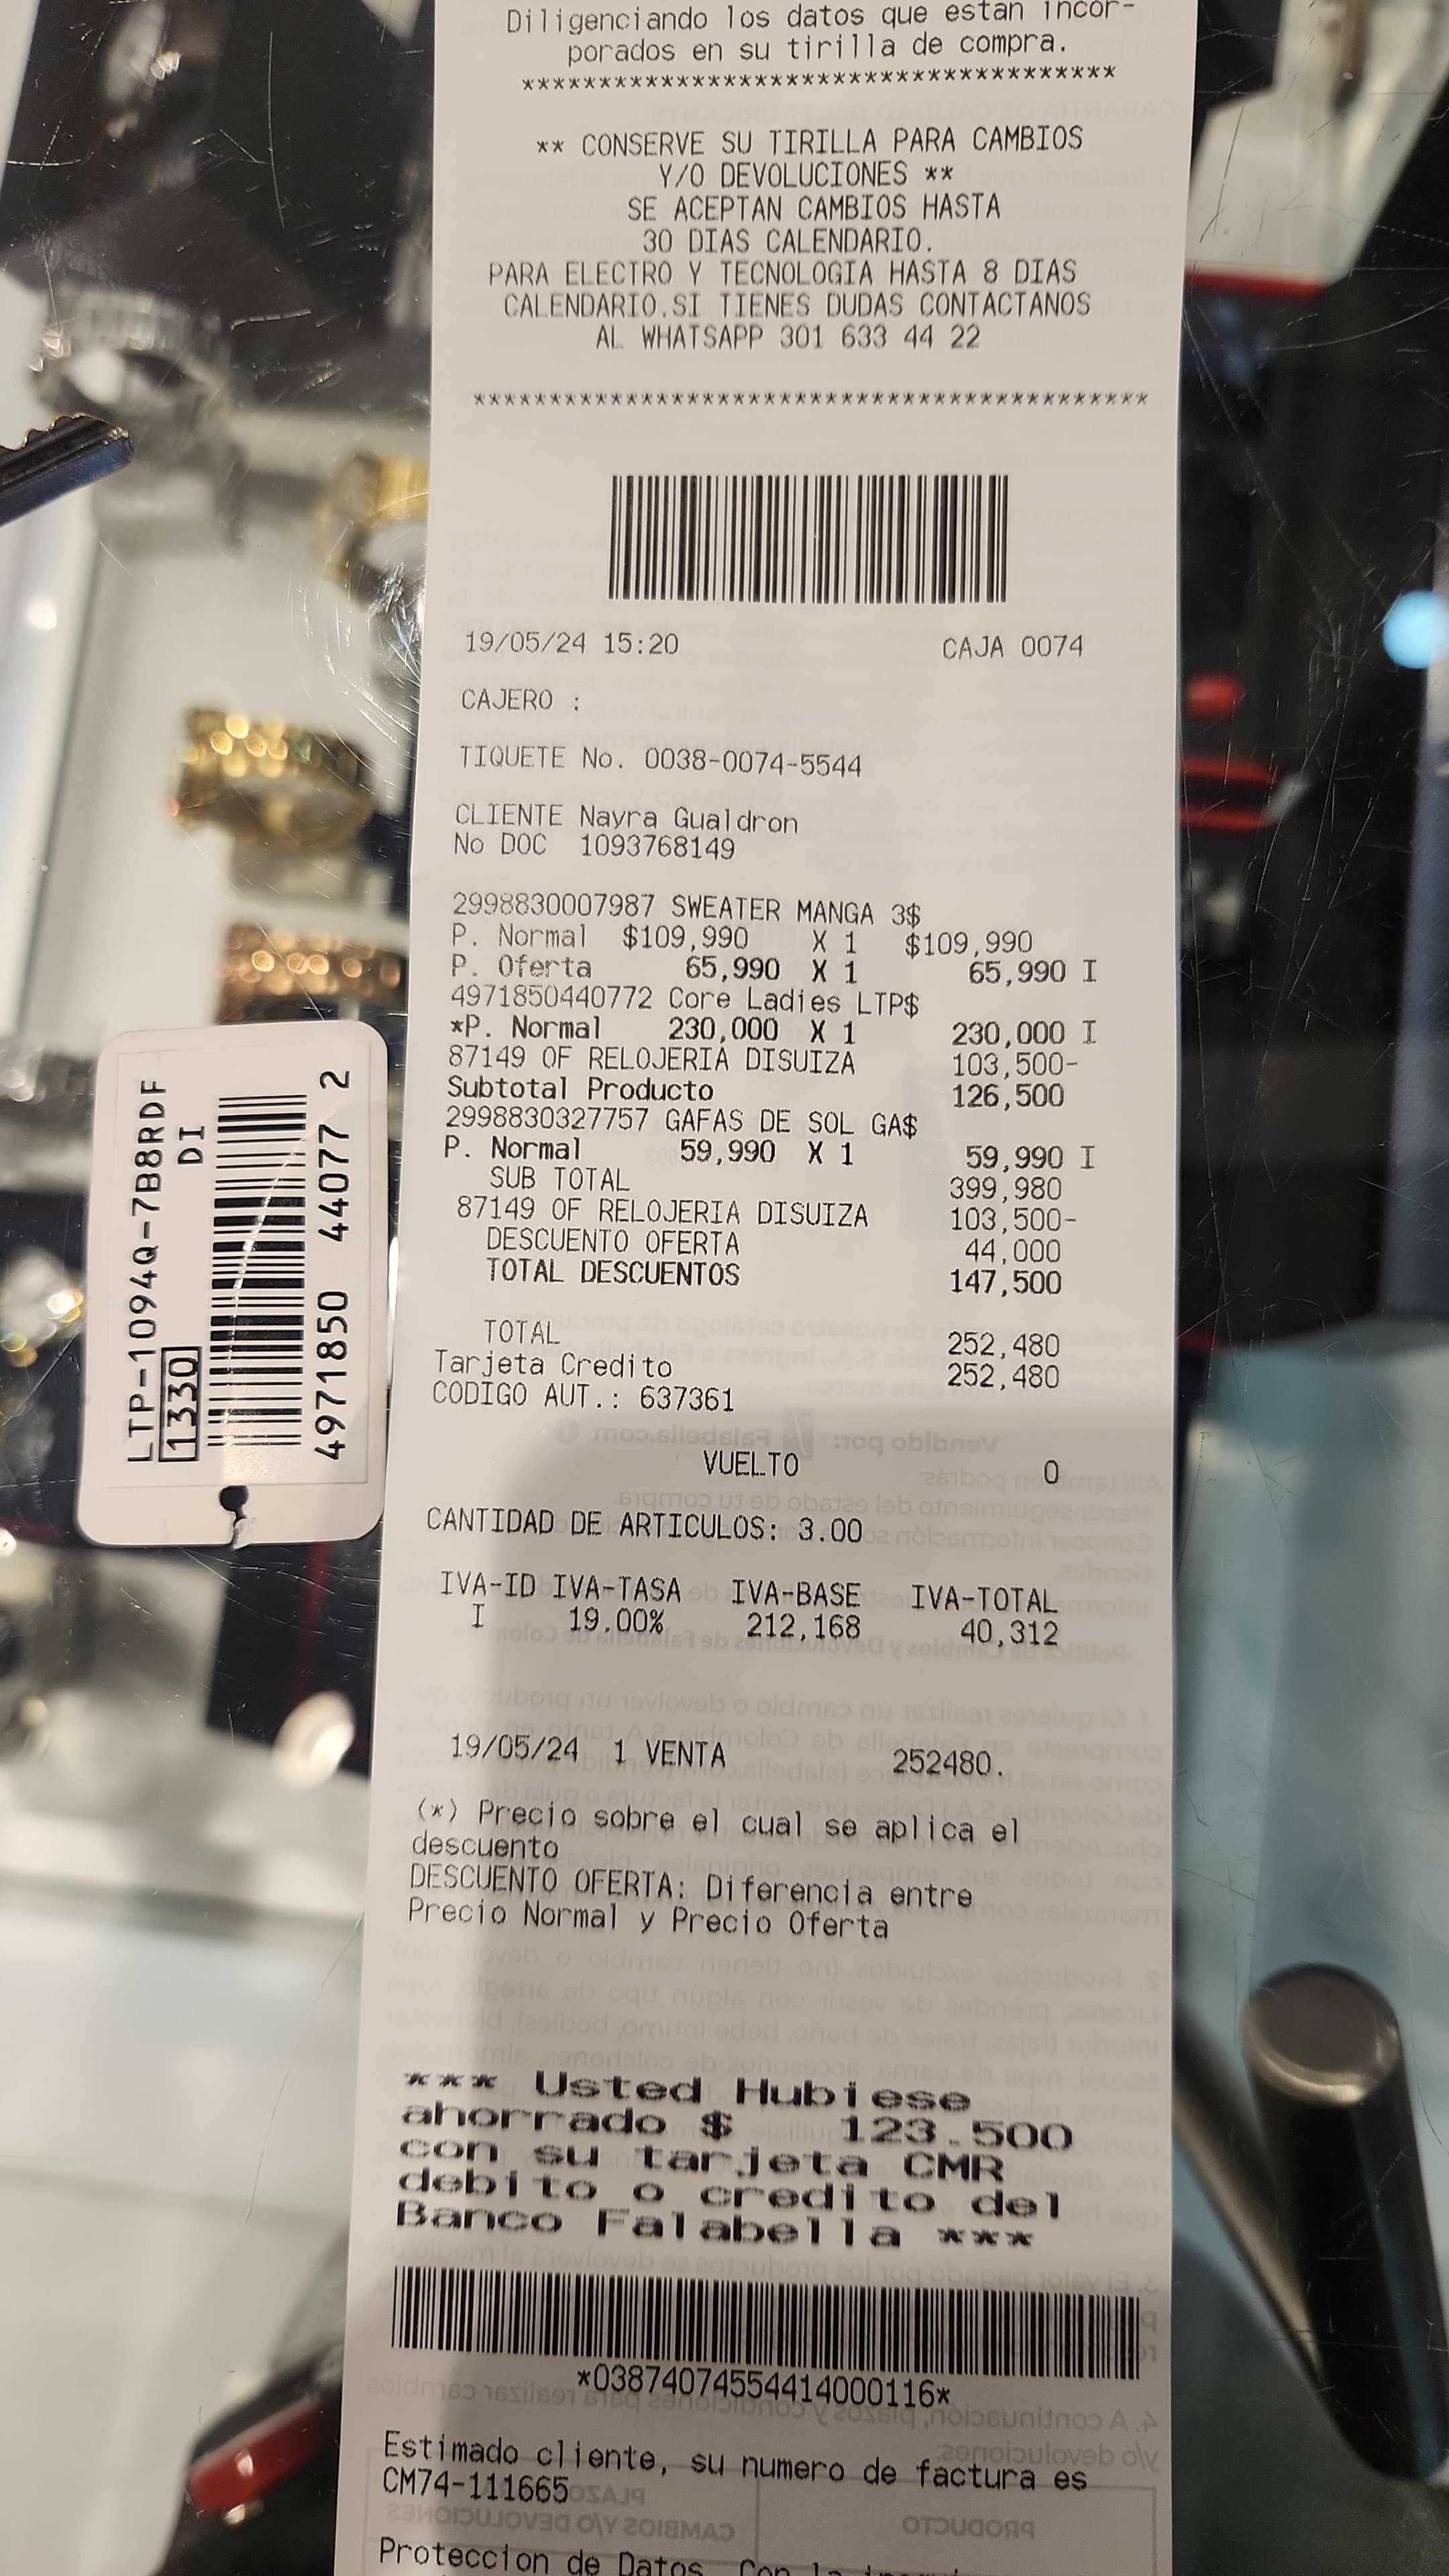 Diligenciando los datos que estan incor-
porados en su tirilla de compra.
***************************************
** CONSERVE SU TIRILLA PARA CAMBIOS
Y/O DEVOLUCIONES **
SE ACEPTAN CAMBIOS HASTA
30 DIAS CALENDARIO.
PARA ELECTRO Y TECNOLOGIA HASTA 8 DIAS
CALENDARIO.SI TIENES DUDAS CONTACTANOS
AL WHATSAPP 301 633 44 22
********************************************
19/05/24 15:20 CAJA 0074
CAJERO :
TIQUETE No. 0038-0074-5544
CLIENTE Nayra Gualdron
No DOC 1093768149
2998830007987 SWEATER MANGA 3$
P. Normal $109,990 X 1 $109,990
P. Oferta 65,990 X 1 65,990 I
4971850440772 Core Ladies LTP$
*P. Normal 230,000 X 1 230,000 I
87149 OF RELOJERIA DISUIZA 103,500-
Subtotal Producto 126,500
2998830327757 GAFAS DE SOL GA$
P. Normal 59,990 X 1 59,990 I
SUB TOTAL 399,980
87149 OF RELOJERIA DISUIZA 103,500-
DESCUENTO OFERTA 44,000
TOTAL DESCUENTOS 147,500
TOTAL 252,480
Tarjeta Credito 252,480
CODIGO AUT.: 637361
VUELTO 0
CANTIDAD DE ARTICULOS: 3.00
IVA-ID IVA-TASA IVA-BASE IVA-TOTAL
I 19.00% 212,168 40,312
19/05/24 1 VENTA 252480.
(*) Precio sobre el cual se aplica el
descuento
DESCUENTO OFERTA: Diferencia entre
Precio Normal y Precio Oferta
*** Usted Hubiese
ahorrado $ 123.500
con su tarjeta CMR
debito o credito del
Banco Falabella ***
*03874074554414000116*
Estimado cliente, su numero de factura es
CM74-111665
Proteccion de Datos. Con la
LTP-1094Q-7B8RDF
1330 DI
4971850 44077 2